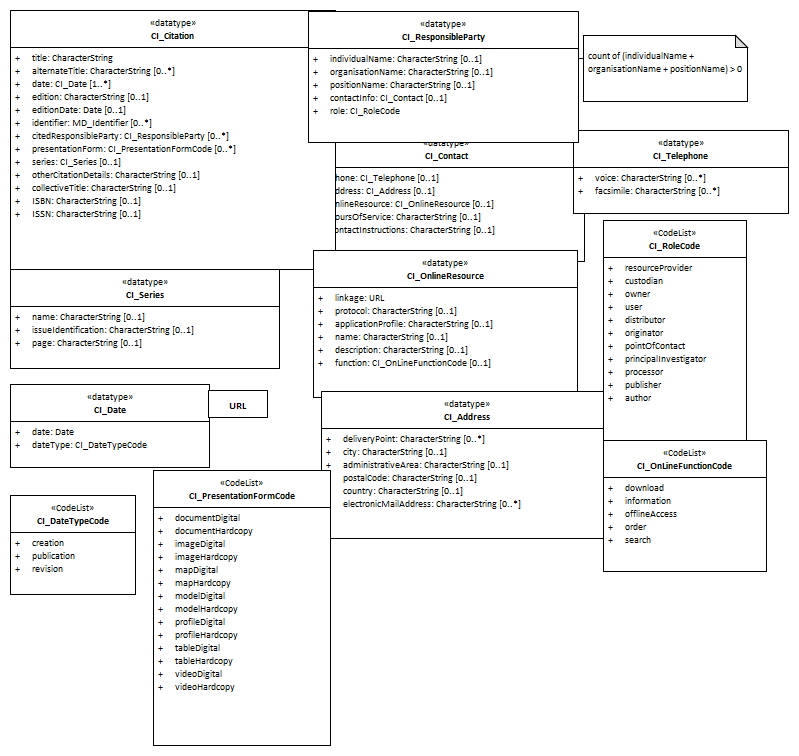 «datatype»
CI_Citation
+ title: CharacterString
+ alternateTitle: CharacterString [0..*]
+ date: CI_Date [1..*]
+ edition: CharacterString [0..1]
+ editionDate: Date [0..1]
+ identifier: MD_Identifier [0..*]
+ citedResponsibleParty: CI_ResponsibleParty [0..*]
+ presentationForm: CI_PresentationFormCode [0..*]
+ series: CI_Series [0..1]
+ otherCitationDetails: CharacterString [0..1]
+ collectiveTitle: CharacterString [0..1]
+ ISBN: CharacterString [0..1]
+ ISSN: CharacterString [0..1]
«datatype»
CI_ResponsibleParty
+ individualName: CharacterString [0..1]
+ organisationName: CharacterString [0..1]
+ positionName: CharacterString [0..1]
+ contactInfo: CI_Contact [0..1]
+ role: CI_RoleCode
count of (individualName +
organisationName + positionName) > 0
«datatype»
CI_Contact
hone: CI_Telephone [0..1]
ddress: CI_Address [0..1]
nlineResource: CI_OnlineResource [0..1]
oursOfService: CharacterString [0..1]
ontactInstructions: CharacterString [0..1]
«datatype»
CI_Telephone
+ voice: CharacterString [0..*]
+ facsimile: CharacterString [0..*]
«datatype»
CI_Series
+ name: CharacterString [0..1]
+ issueIdentification: CharacterString [0..1]
+ page: CharacterString [0..1]
«datatype»
CI_OnlineResource
+ linkage: URL
+ protocol: CharacterString [0..1]
+ applicationProfile: CharacterString [0..1]
+ name: CharacterString [0..1]
+ description: CharacterString [0..1]
+ function: CI_OnLineFunctionCode [0..1]
«CodeList»
CI_RoleCode
+ resourceProvider
+ custodian
+ owner
+ user
+ distributor
+ originator
+ pointOfContact
+ principalInvestigator
+ processor
+ publisher
+ author
«datatype»
CI_Date
+ date: Date
+ dateType: CI_DateTypeCode
URL
«datatype»
CI_Address
+ deliveryPoint: CharacterString [0..*]
+ city: CharacterString [0..1]
+ administrativeArea: CharacterString [0..1]
postalCode: CharacterString [0..1]
country: CharacterString [0..1]
electronicMailAddress: CharacterString [0..*]
«CodeList»
CI_OnLineFunctionCode
+ download
+ information
+ offlineAccess
+ order
+ search
«CodeList»
CI_DateTypeCode
+ creation
+ publication
+ revision
«CodeList»
CI_PresentationFormCode
+ documentDigital
+ documentHardcopy
+ imageDigital
+ imageHardcopy
+ mapDigital
+ mapHardcopy
+ modelDigital
+ modelHardcopy
+ profileDigital
+ profileHardcopy
+ tableDigital
+ tableHardcopy
+ videoDigital
+ videoHardcopy